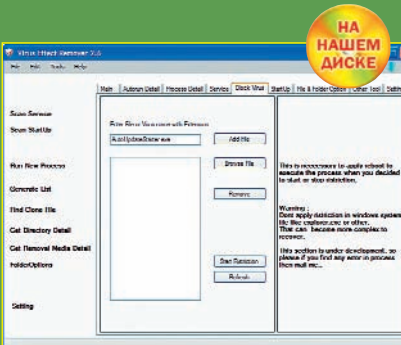 НА
НАШЕМ
ДИСКЕ
Virus Effect Remover 2.0
File Edit Tools Help
Main Autorun Detail Process Detail Service Block Virus StartUp File & Folder Option Other Tool Setting
Scan Service
Scan StartUp
Run New Process
Generate List
Find Clone File
Get Directory Detail
Get Removal Media Detail
FolderOptions
Setting
Enter Virus name with Extension
AutoUpdateStarter.exe
Add file
Browse File
Remove
Start Restriction
Refresh
This is neccessory to apply reboot to
execute the process when you decided
to start or stop ristriction.
Warning :
Dont apply ristriction in windows system
file like explorer.exe or other.
That can become more complex to
recover.
This section is under development. so
please if you find any error in process
then mail me...